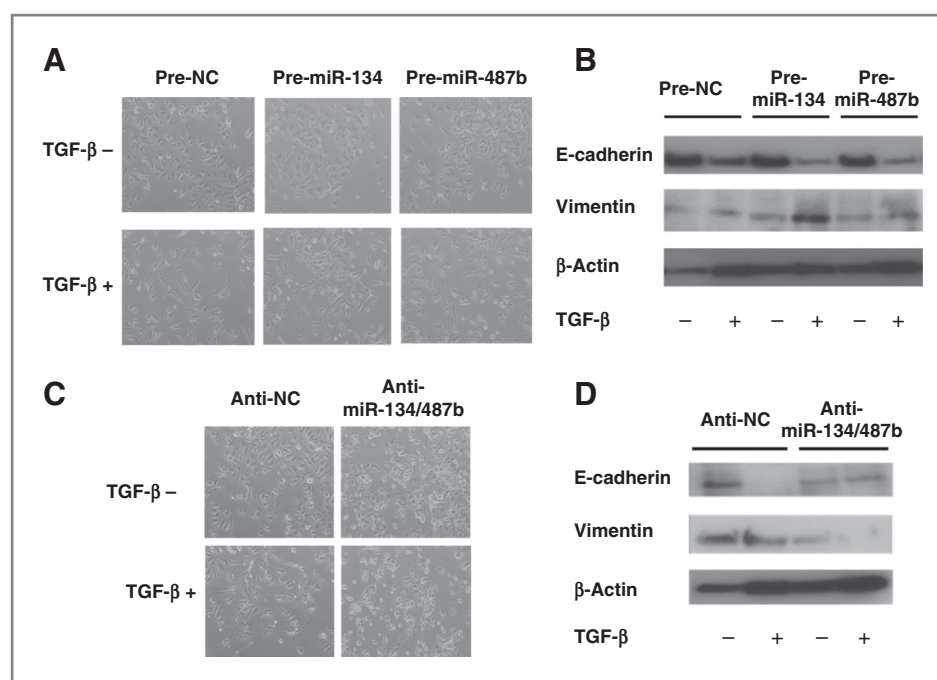 A
Pre-NC Pre-miR-134 Pre-miR-487b
TGF-β –
TGF-β +
B
Pre-NC Pre-miR-134 Pre-miR-487b
E-cadherin
Vimentin
β-Actin
TGF-β – + – + – +
C
Anti-NC Anti-miR-134/487b
TGF-β –
TGF-β +
D
Anti-NC Anti-miR-134/487b
E-cadherin
Vimentin
β-Actin
TGF-β – + – +